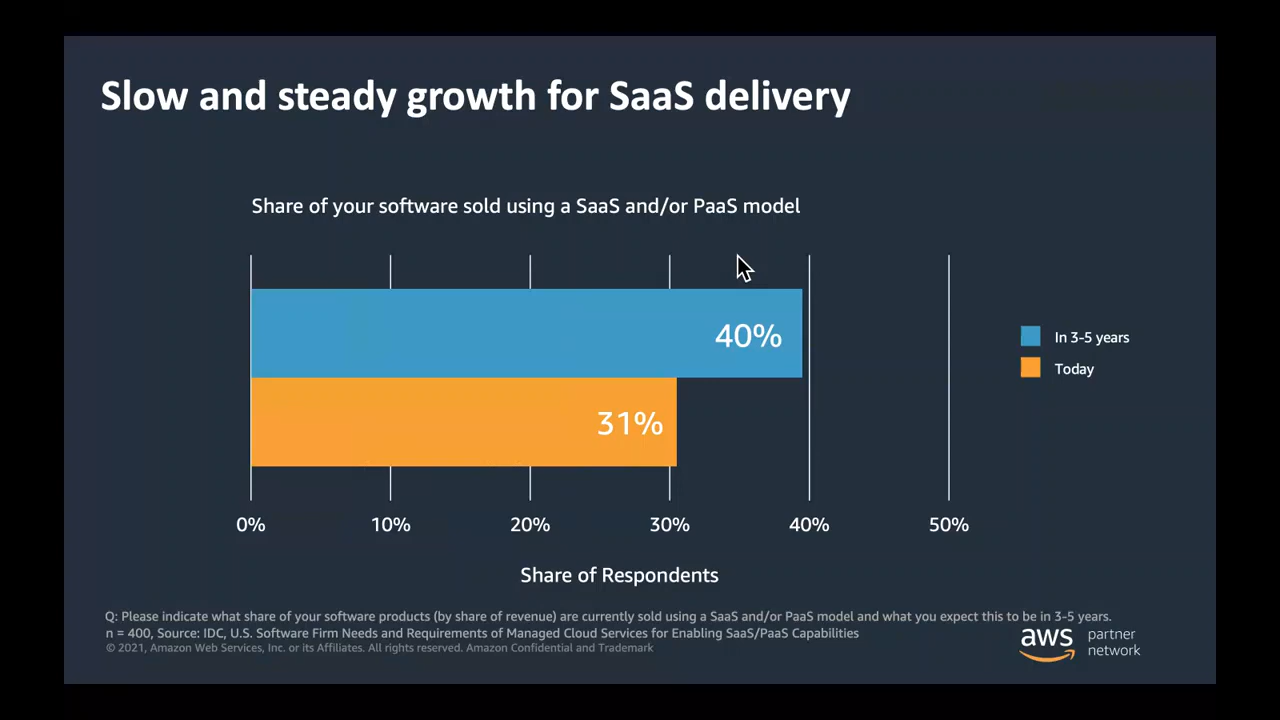 Slow and steady growth for SaaS delivery
Share of your software sold using a SaaS and/or PaaS model
40%
31%
In 3-5 years
Today
0% 10% 20% 30% 40% 50%
Share of Respondents
Q: Please indicate what share of your software products (by share of revenue) are currently sold using a SaaS and/or PaaS model and what you expect this to be in 3-5 years.
n = 400, Source: IDC, U.S. Software Firm Needs and Requirements of Managed Cloud Services for Enabling SaaS/PaaS Capabilities
© 2021, Amazon Web Services, Inc. or its Affiliates. All rights reserved. Amazon Confidential and Trademark
aws partner
network